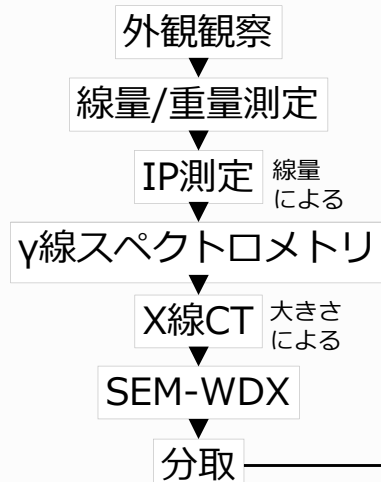 外観観察
線量/重量測定
IP測定
線量
による
γ線スペクトロメトリ
X線CT
大きさ
による
SEM-WDX
分取